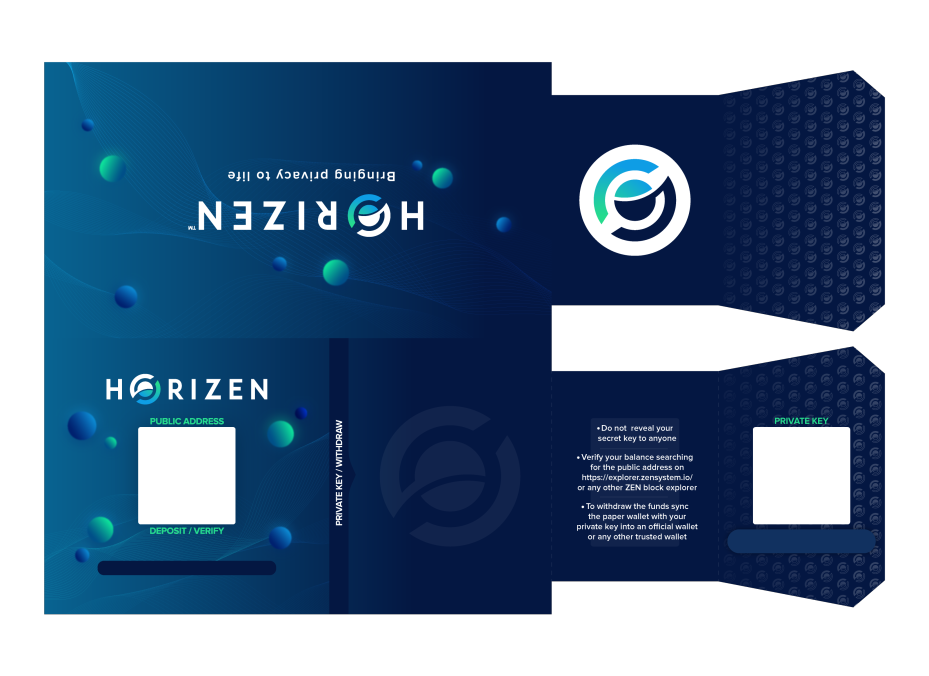 Bringing privacy to life
HORIZEN™
HORIZEN
PUBLIC ADDRESS
DEPOSIT / VERIFY
PRIVATE KEY / WITHDRAW
•Do not reveal your
secret key to anyone
•Verify your balance searching
for the public address on
https://explorer.zensystem.io/
or any other ZEN block explorer
•To withdraw the funds sync
the paper wallet with your
private key into an official wallet
or any other trusted wallet
PRIVATE KEY